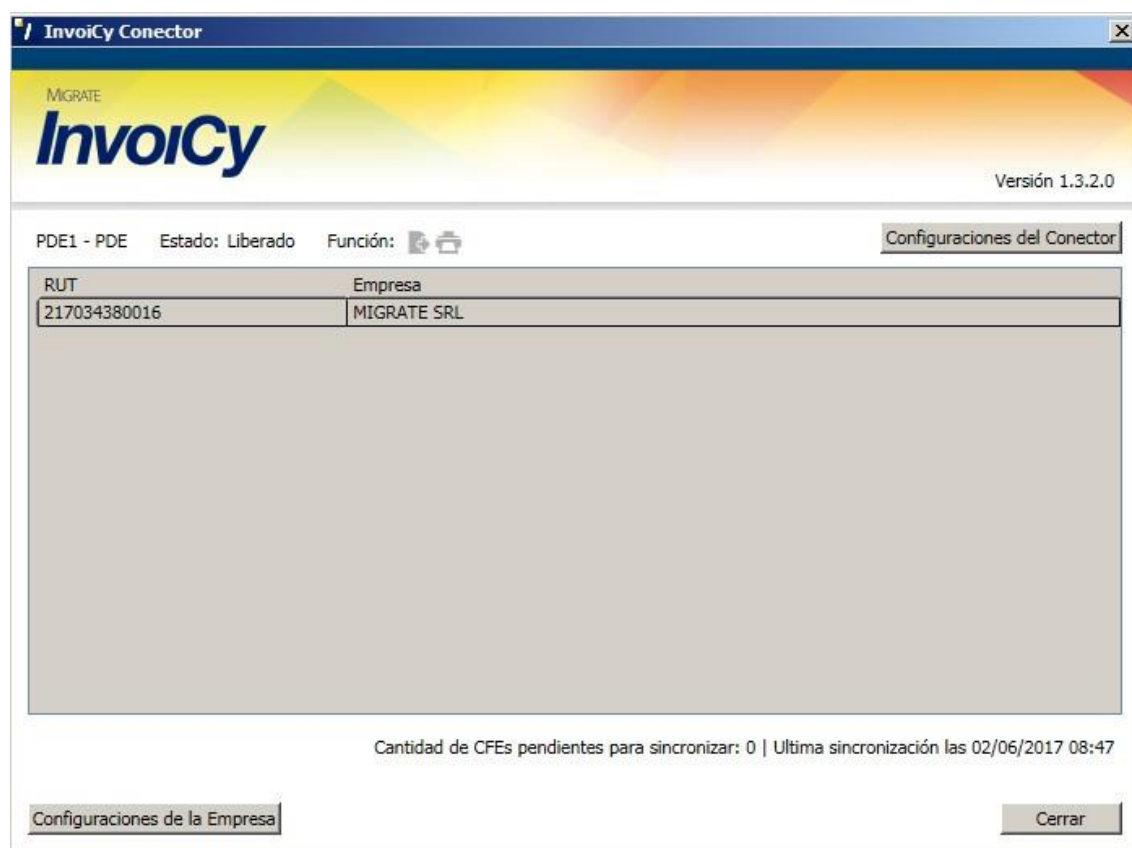 InvoiCy Conector
MIGRATE
InvoiCy
Versión 1.3.2.0
PDE1 - PDE Estado: Liberado Función: Configuraciones del Conector
RUT Empresa
217034380016 MIGRATE SRL
Cantidad de CFEs pendientes para sincronizar: 0 | Ultima sincronización las 02/06/2017 08:47
Configuraciones de la Empresa Cerrar